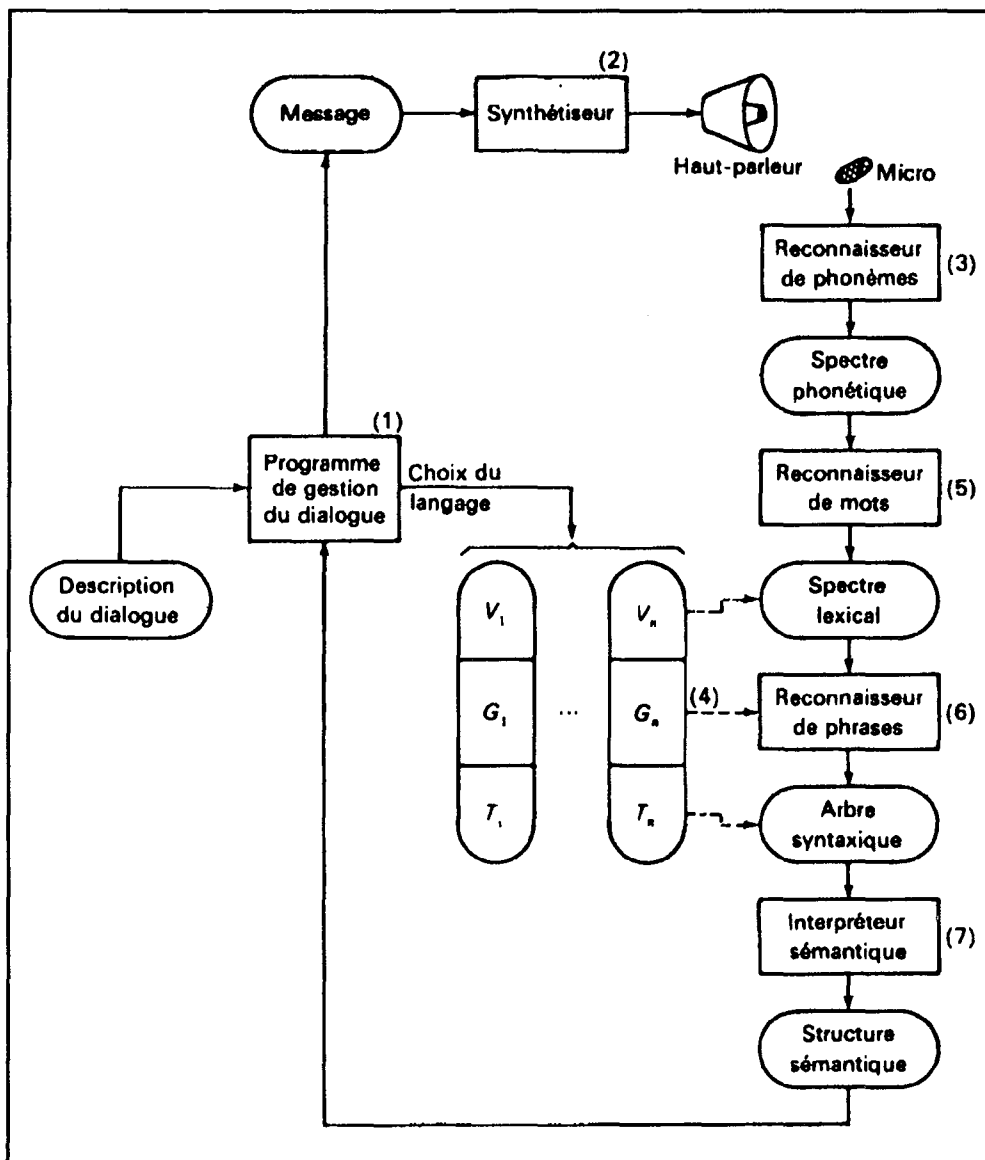 (2)
Message
Synthétiseur
Haut-parleur
Micro
Reconnaisseur
de phonèmes
(3)
Spectre
phonétique
(1)
Programme
de gestion
du dialogue
Choix du
langage
Reconnaisseur
de mots
(5)
Description
du dialogue
V₁
Vₙ
Spectre
lexical
G₁
...
Gₙ
(4)
Reconnaisseur
de phrases
(6)
T₁
Tₙ
Arbre
syntaxique
Interpréteur
sémantique
(7)
Structure
sémantique